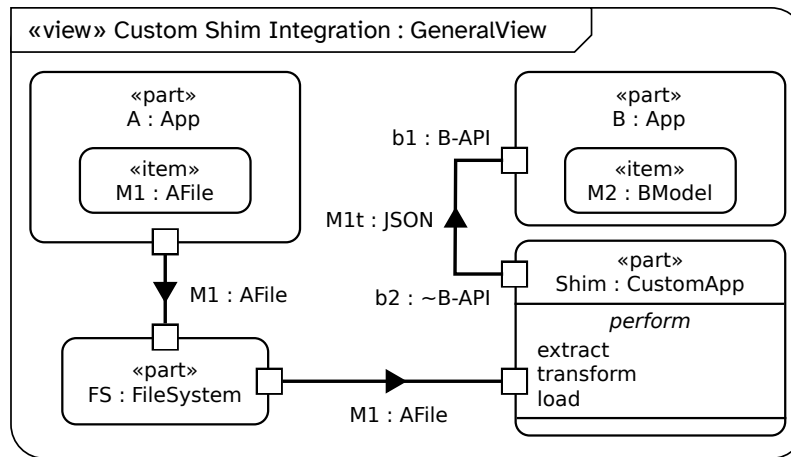 «view» Custom Shim Integration : GeneralView
«part»
A : App
«item»
M1 : AFile
M1 : AFile
«part»
FS : FileSystem
M1 : AFile
«part»
B : App
«item»
M2 : BModel
b1 : B-API
M1t : JSON
b2 : ~B-API
«part»
Shim : CustomApp
perform
extract
transform
load